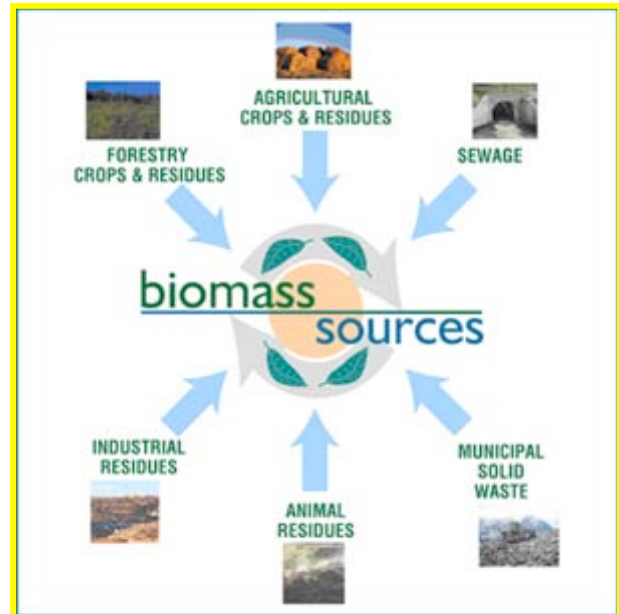 AGRICULTURAL
CROPS & RESIDUES
FORESTRY
CROPS & RESIDUES
SEWAGE
biomass
sources
INDUSTRIAL
RESIDUES
MUNICIPAL
SOLID
WASTE
ANIMAL
RESIDUES